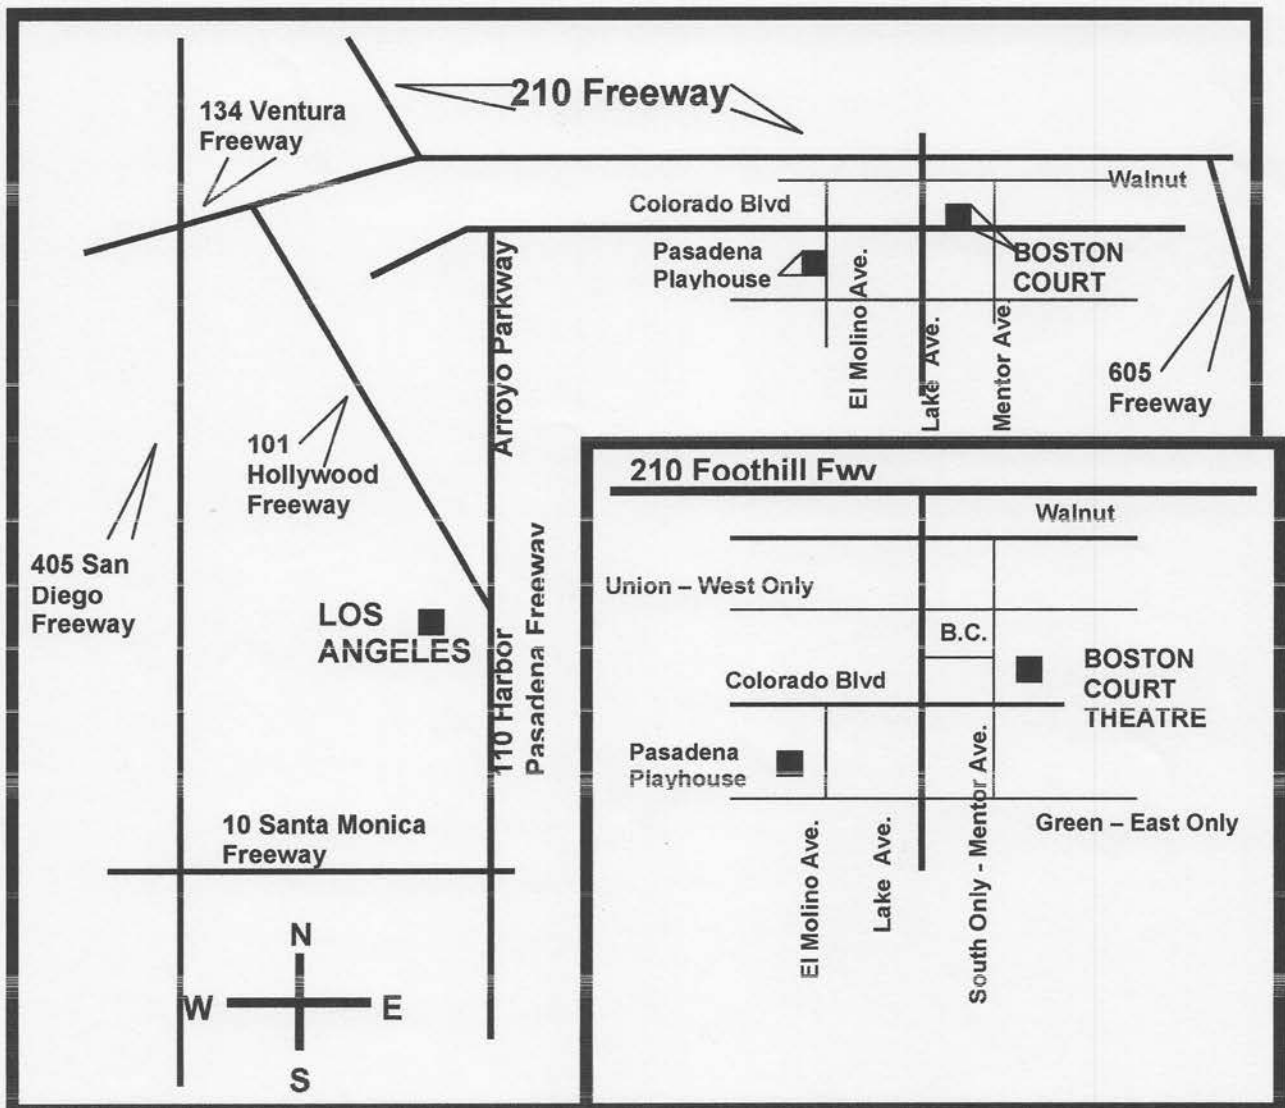 210 Freeway
134 Ventura
Freeway
Walnut
Colorado Blvd
Pasadena
Playhouse
BOSTON
COURT
El Molino Ave.
Lake Ave.
Mentor Ave.
Arroyo Parkway
605
Freeway
101
Hollywood
Freeway
405 San
Diego
Freeway
LOS
ANGELES
110 Harbor
Pasadena Freeway
10 Santa Monica
Freeway
N
W
E
S
210 Foothill Fwy
Walnut
Union – West Only
B.C.
Colorado Blvd
BOSTON
COURT
THEATRE
Pasadena
Playhouse
Green – East Only
El Molino Ave.
Lake Ave.
South Only - Mentor Ave.